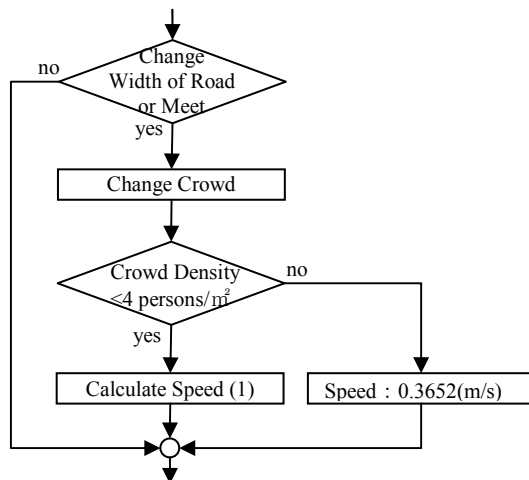 Change
Width of Road
or Meet
no
yes
Change Crowd
Crowd Density
<4 persons/㎡
no
yes
Calculate Speed (1)
Speed：0.3652(m/s)